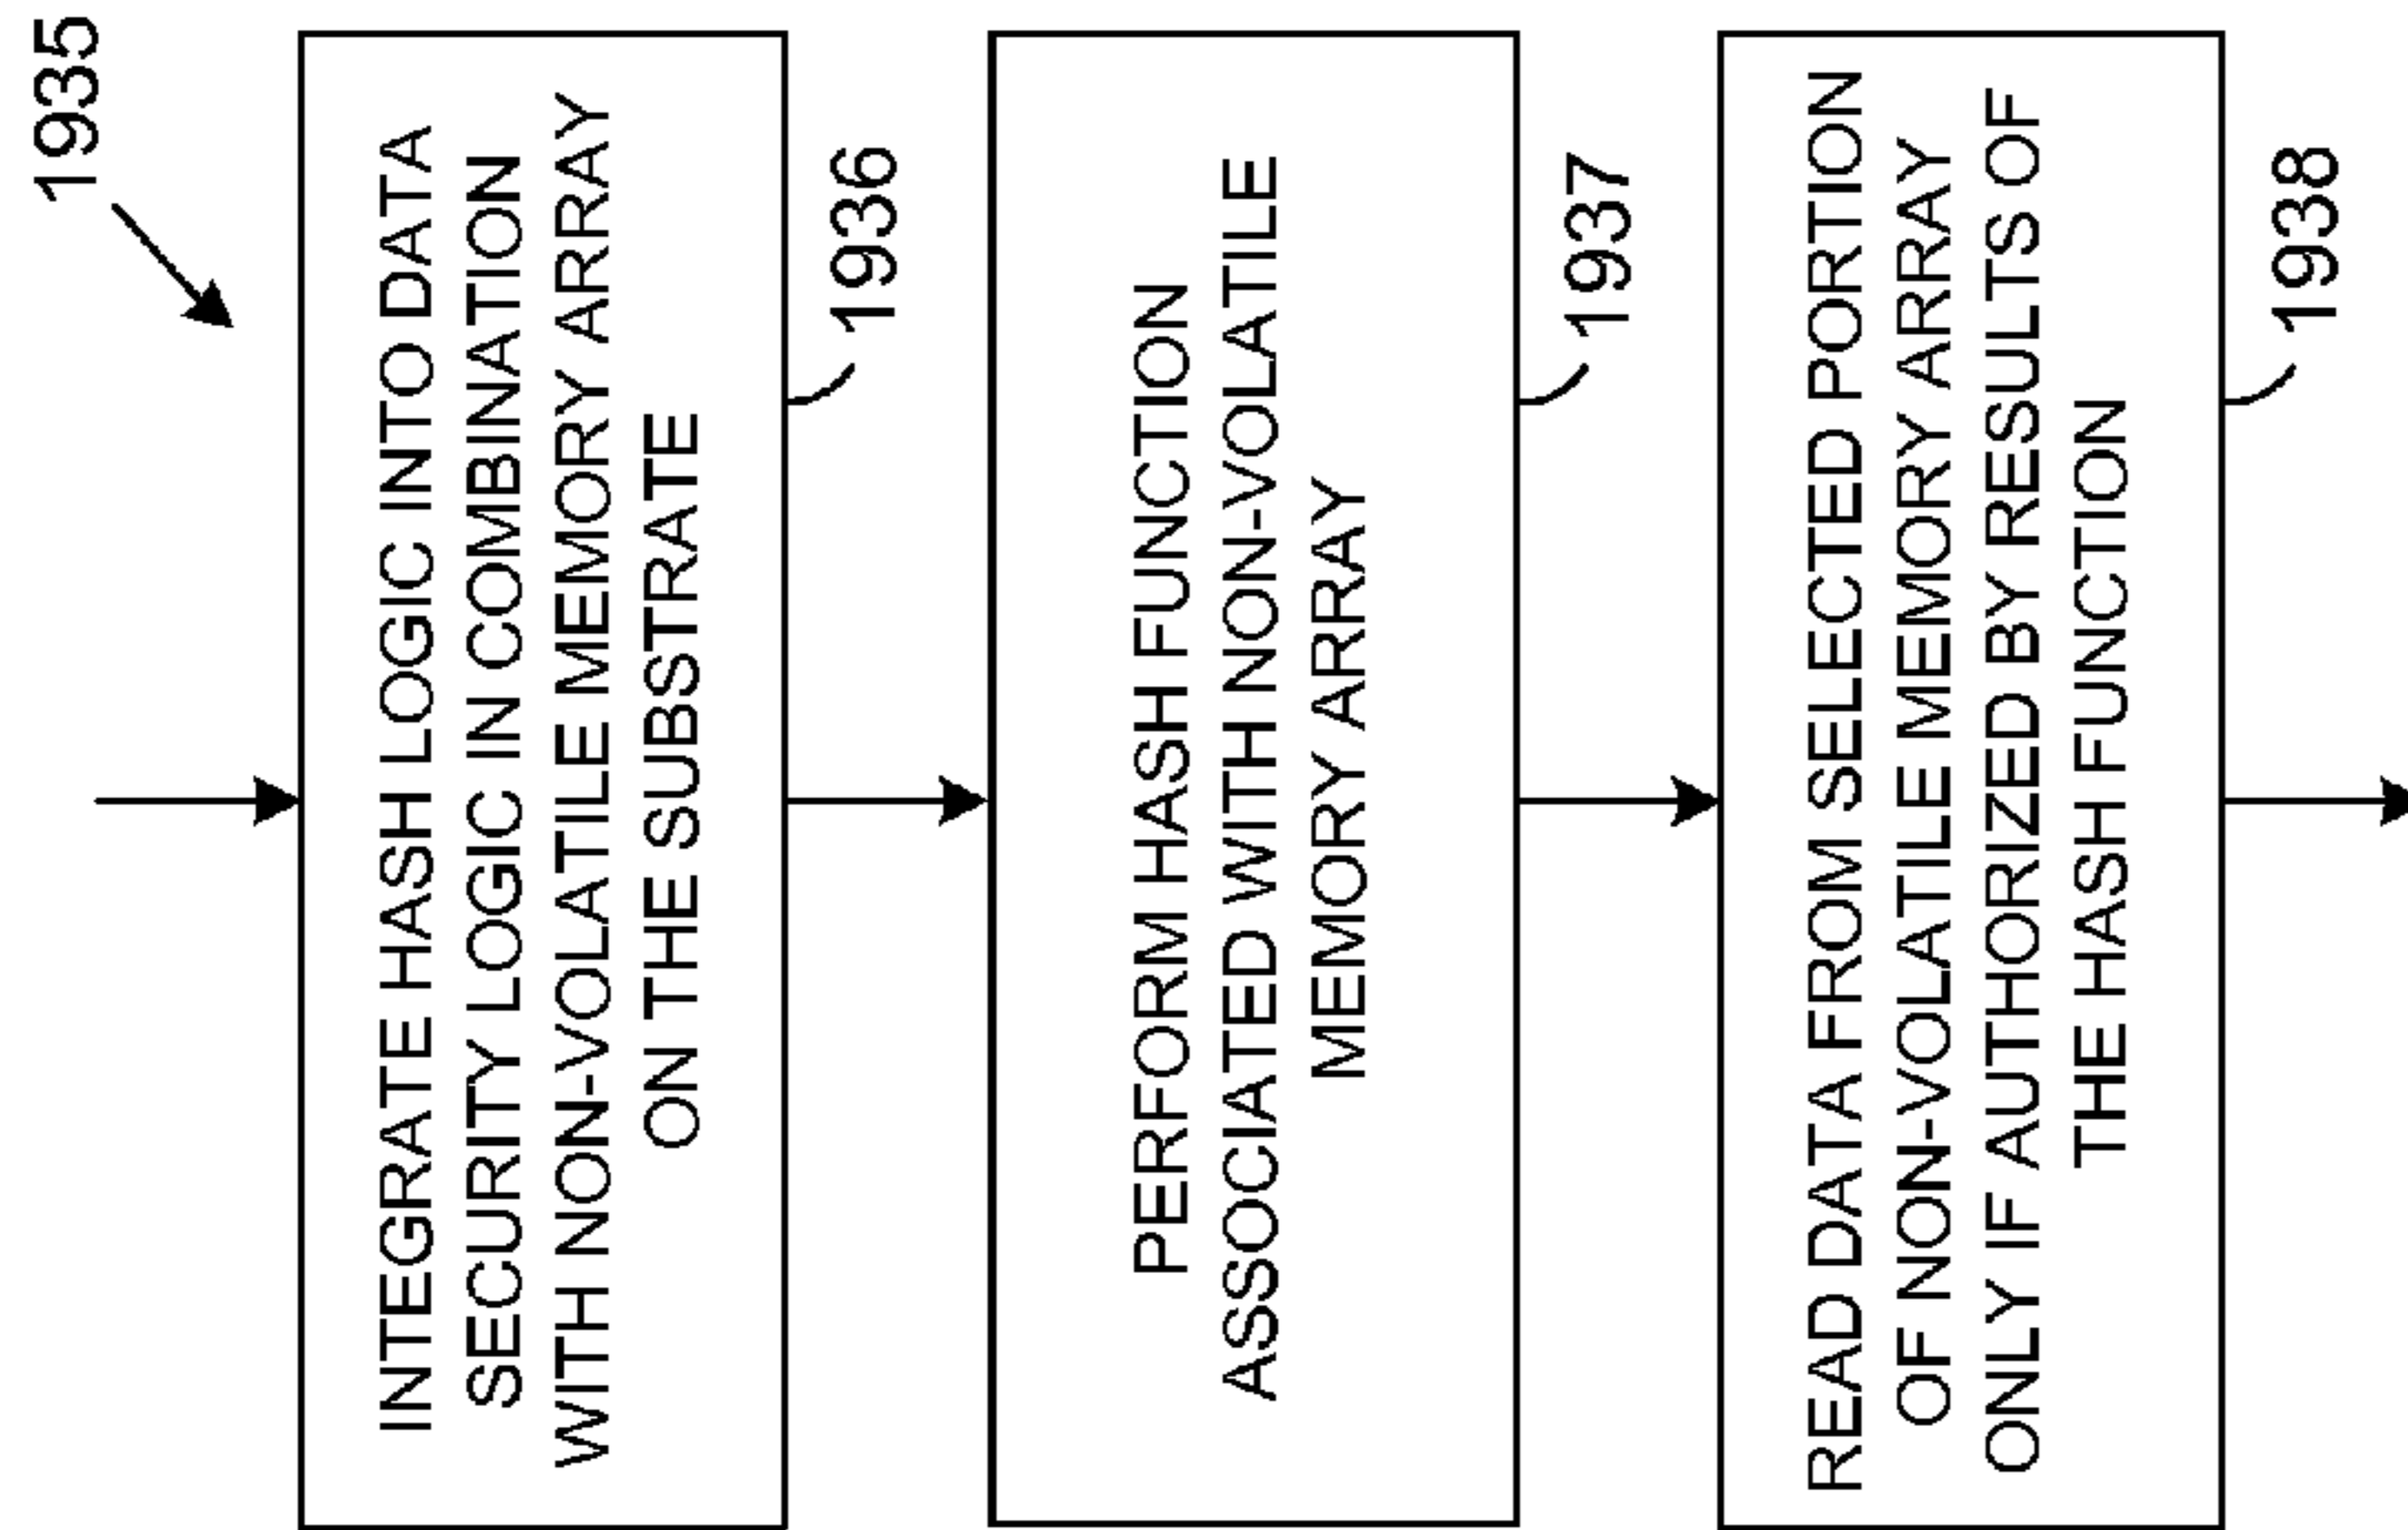 1935
INTEGRATE HASH LOGIC INTO DATA
SECURITY LOGIC IN COMBINATION
WITH NON-VOLATILE MEMORY ARRAY
ON THE SUBSTRATE
1936
PERFORM HASH FUNCTION
ASSOCIATED WITH NON-VOLATILE
MEMORY ARRAY
1937
READ DATA FROM SELECTED PORTION
OF NON-VOLATILE MEMORY ARRAY
ONLY IF AUTHORIZED BY RESULTS OF
THE HASH FUNCTION
1938